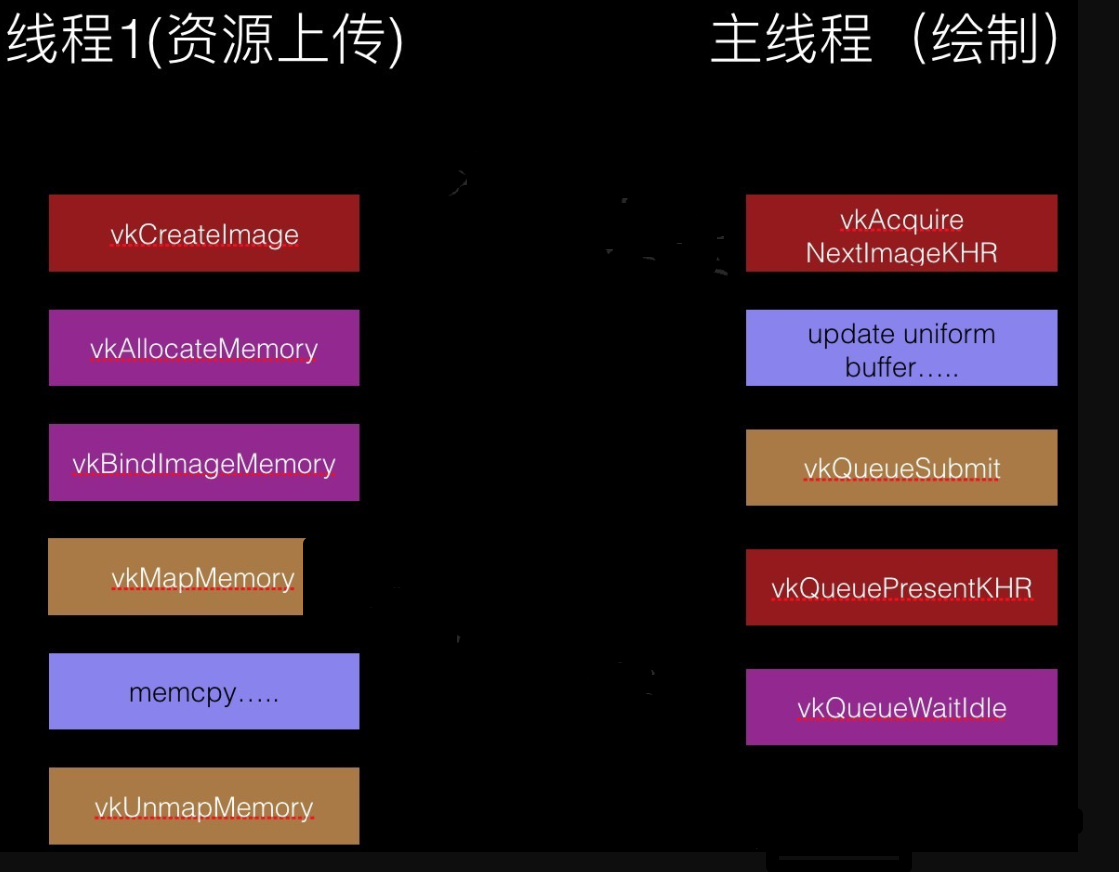 线程1(资源上传)
vkCreateImage
vkAllocateMemory
vkBindImageMemory
vkMapMemory
memcpy.....
vkUnmapMemory
主线程（绘制）
vkAcquire
NextImageKHR
update uniform
buffer.....
vkQueueSubmit
vkQueuePresentKHR
vkQueueWaitIdle